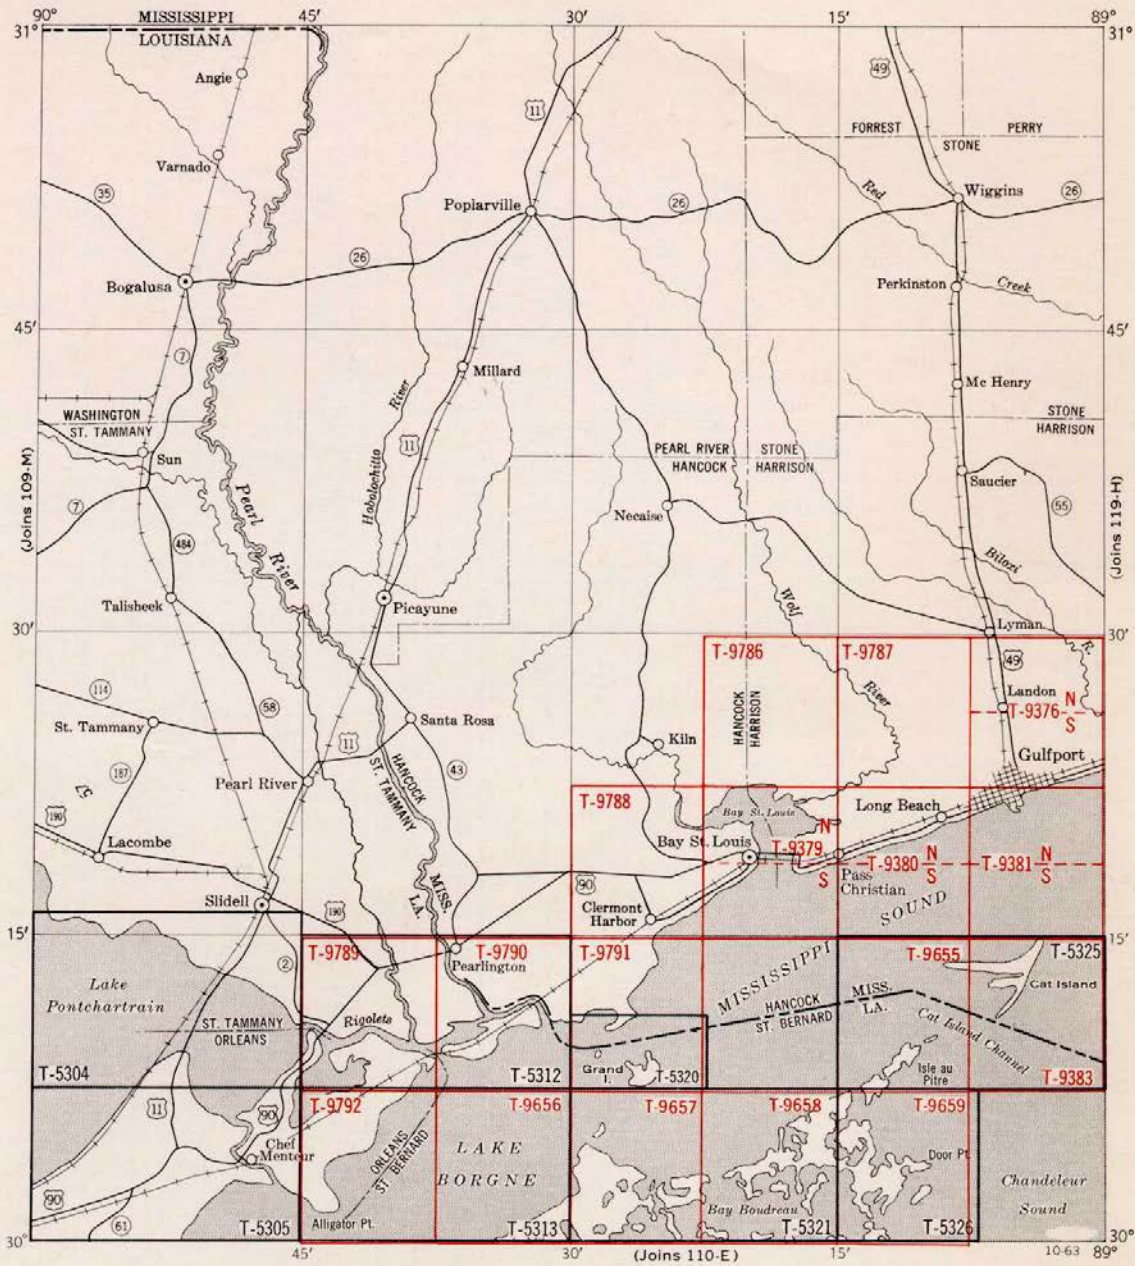 90° MISSISSIPPI 45' 30' 15' 89°
31° LOUISIANA 31°
Angie
49
11
FORREST PERRY
STONE
Varnado
35
Red
Wiggins
26
Poplarville
26
26
Bogalusa
Perkinston
Creek
45' 45'
7
Millard
Mc Henry
River
WASHINGTON
ST. TAMMANY
STONE
HARRISON
11
PEARL RIVER
HANCOCK
STONE
HARRISON
Sun
(Joins 109-M)
(Joins 119-H)
Hobolochitto
Saucier
Pearl
River
7
Necaise
55
484
Biloxi
R.
Talisheek
Picayune
Wolf
River
Lyman
30' 30'
T-9786
T-9787
49
114
58
Landon
N
T-9376
S
St. Tammany
Santa Rosa
HANCOCK
HARRISON
11
Kiln
HANCOCK
ST. TAMMANY
Gulfport
187
Pearl River
43
T-9788
Long Beach
190
Bay St. Louis
Lacombe
Bay St. Louis
N
T-9379
S
T-9380 N
S
T-9381 N
S
Pass
Christian
MISS.
LA.
90
Slidell
190
Clermont
Harbor
SOUND
15' 15'
T-9789
T-9790
T-9791
T-9655
T-5325
2
Pearlington
Lake
Pontchartrain
MISSISSIPPI
Cat Island
HANCOCK
ST. BERNARD
MISS.
LA.
ST. TAMMANY
ORLEANS
Rigolets
Cat Island Channel
Grand
I.
Isle au
Pitre
T-5304
T-5312
T-5320
T-9383
T-9792
T-9656
T-9657
T-9658
T-9659
11
90
Chef
Menteur
ORLEANS
ST. BERNARD
LAKE
BORGNE
Door Pt.
90
Chandeleur
Sound
61
Bay Boudreau
Alligator Pt.
T-5305
T-5313
T-5321
T-5326
30° 30°
45' 30' (Joins 110-E) 15' 10-63 89°